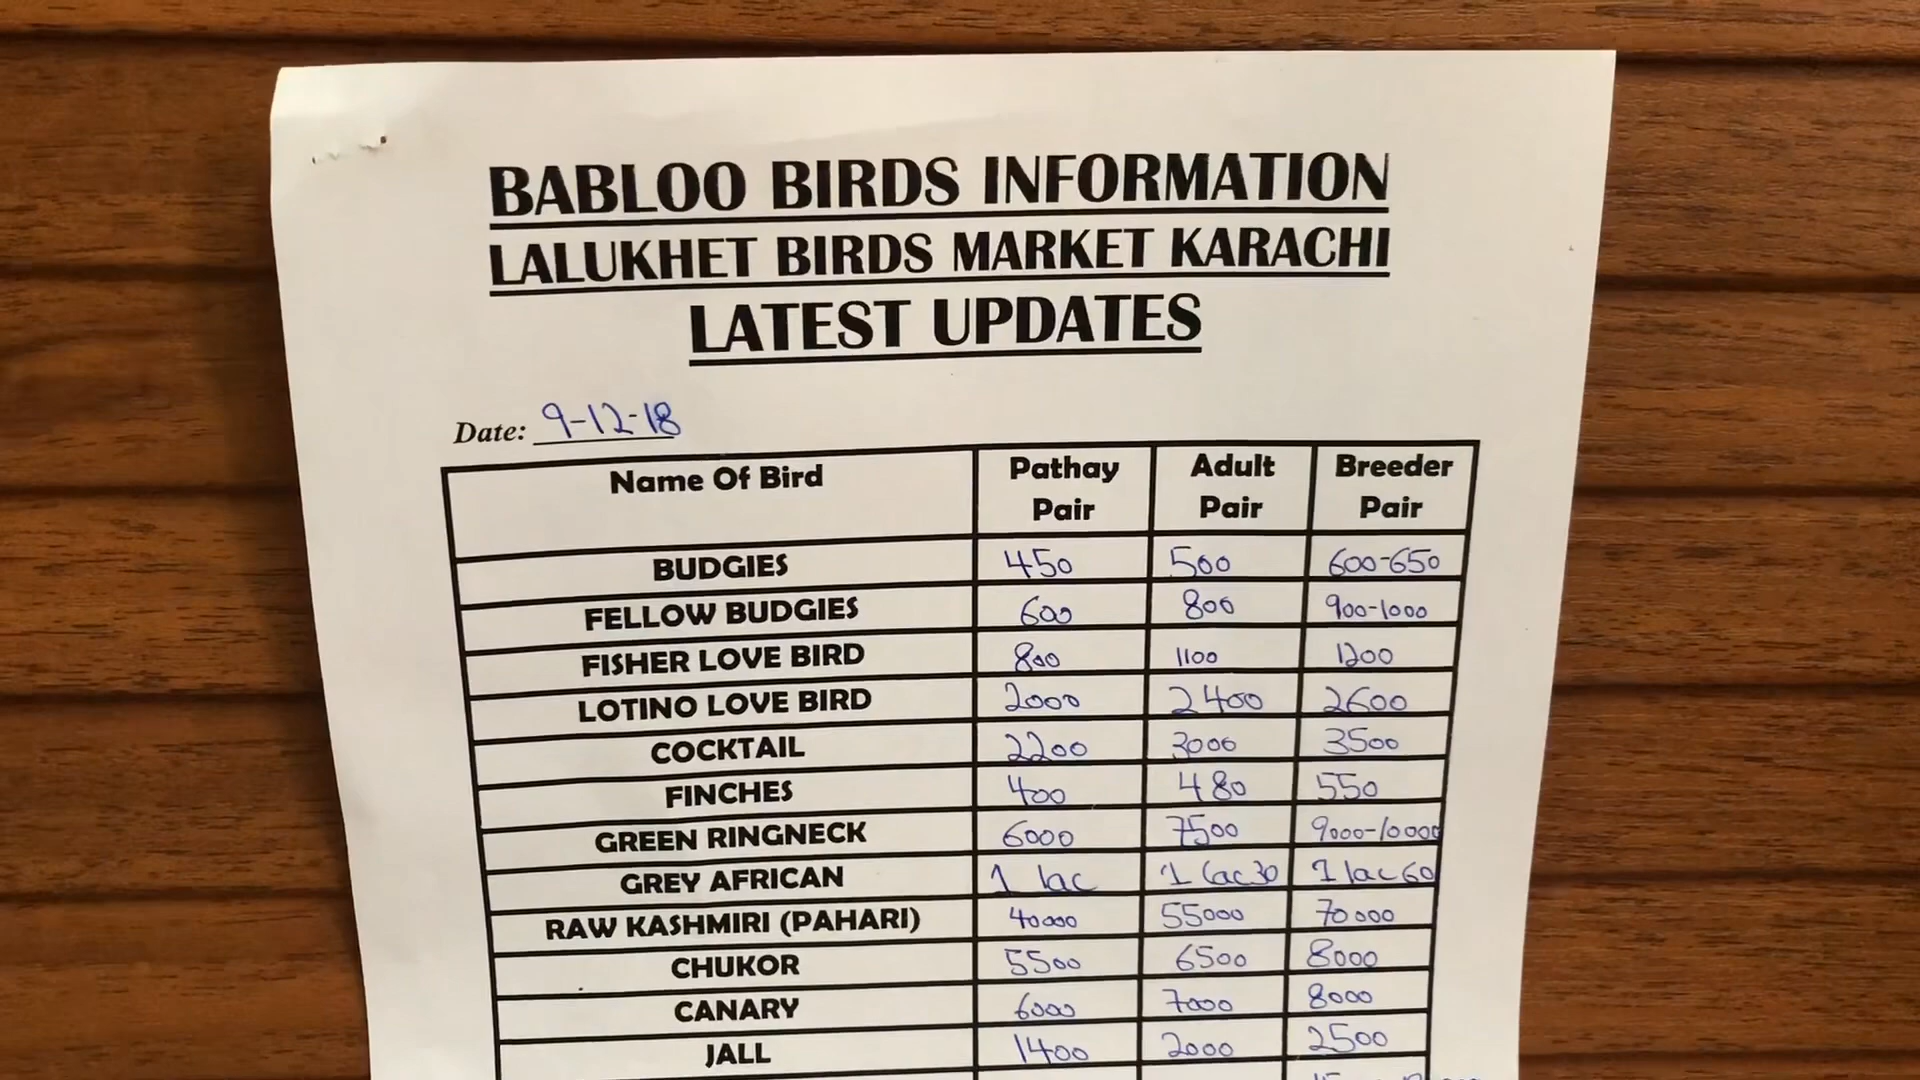 BABLOO BIRDS INFORMATION
LALUKHET BIRDS MARKET KARACHI
LATEST UPDATES
Date: 9-12-18
Name Of Bird Pathay Pair Adult Pair Breeder Pair
BUDGIES 450 500 600-650
FELLOW BUDGIES 600 800 900-1000
FISHER LOVE BIRD 800 1100 1200
LOTINO LOVE BIRD 2000 2400 2600
COCKTAIL 2200 3000 3500
FINCHES 400 480 550
GREEN RINGNECK 6000 7500 9000-10000
GREY AFRICAN 1 lac 1 lac 30 1 lac 60
RAW KASHMIRI (PAHARI) 40000 55000 70000
CHUKOR 5500 6500 8000
CANARY 6000 7000 8000
JALL 1400 2000 2500